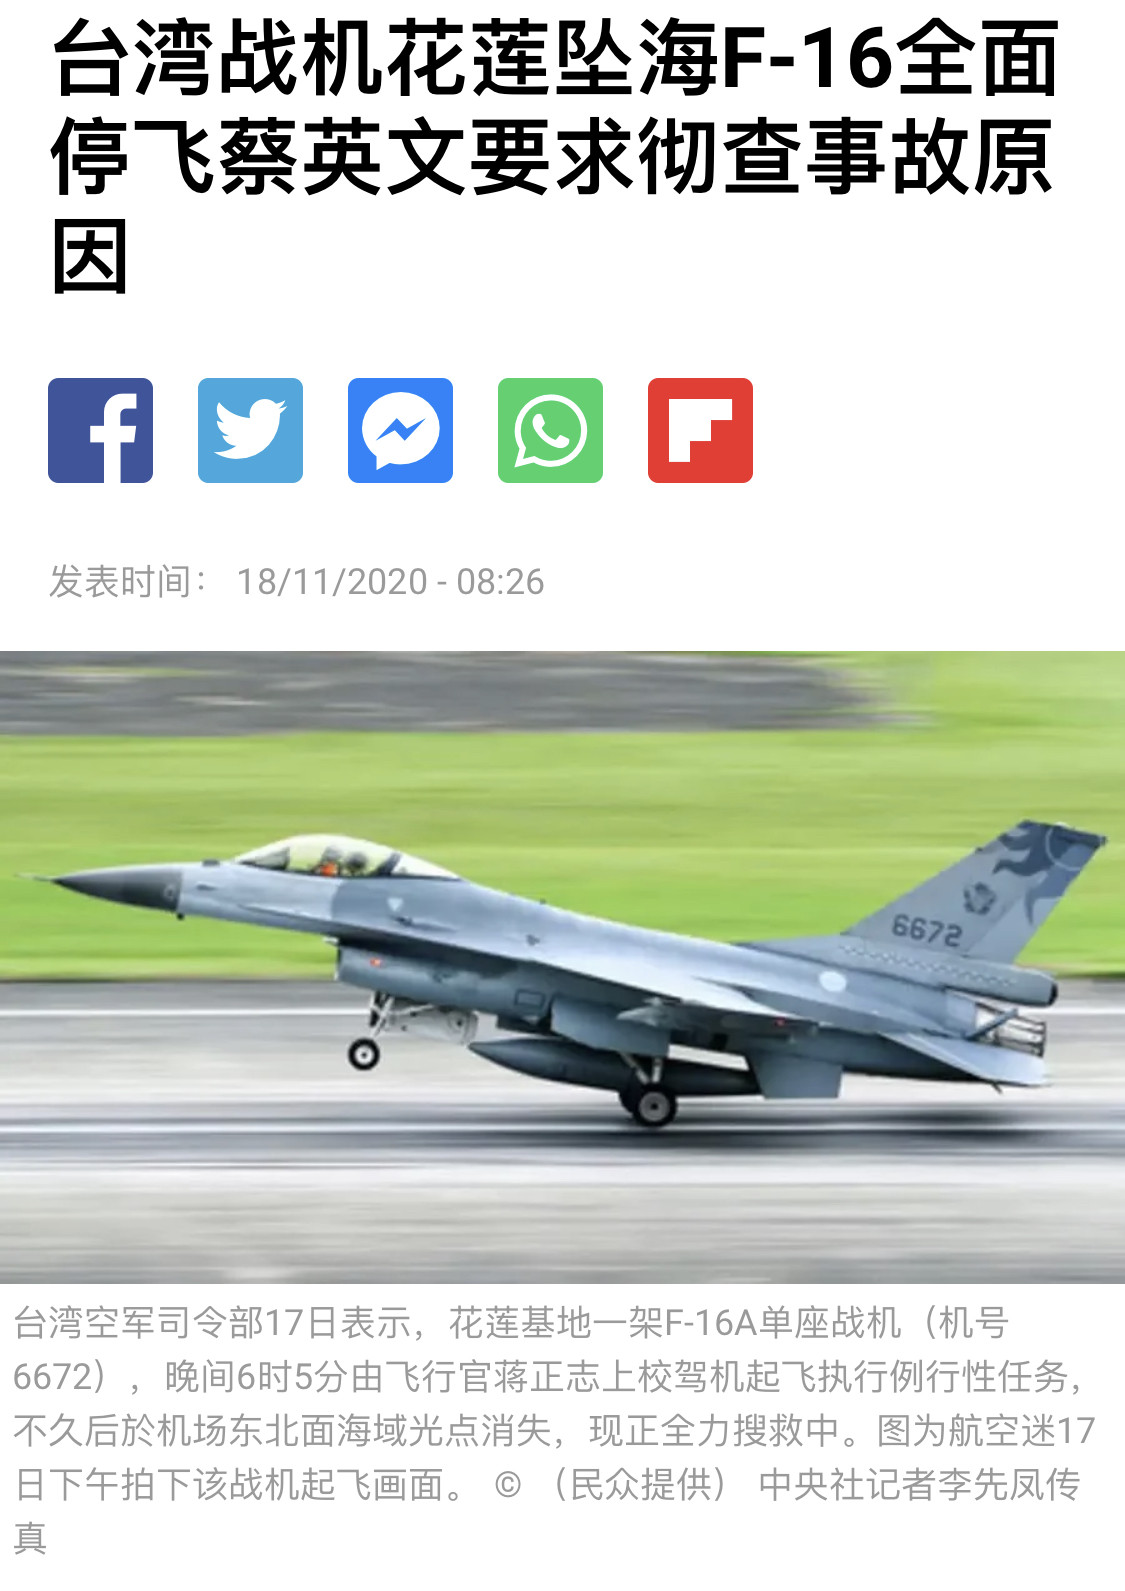 台湾战机花莲坠海F-16全面
停飞蔡英文要求彻查事故原
因
发表时间： 18/11/2020 - 08:26
6672
台湾空军司令部17日表示，花莲基地一架F-16A单座战机（机号
6672），晚间6时5分由飞行官蒋正志上校驾机起飞执行例行性任务，
不久后於机场东北面海域光点消失，现正全力搜救中。图为航空迷17
日下午拍下该战机起飞画面。 © （民众提供） 中央社记者李先凤传
真